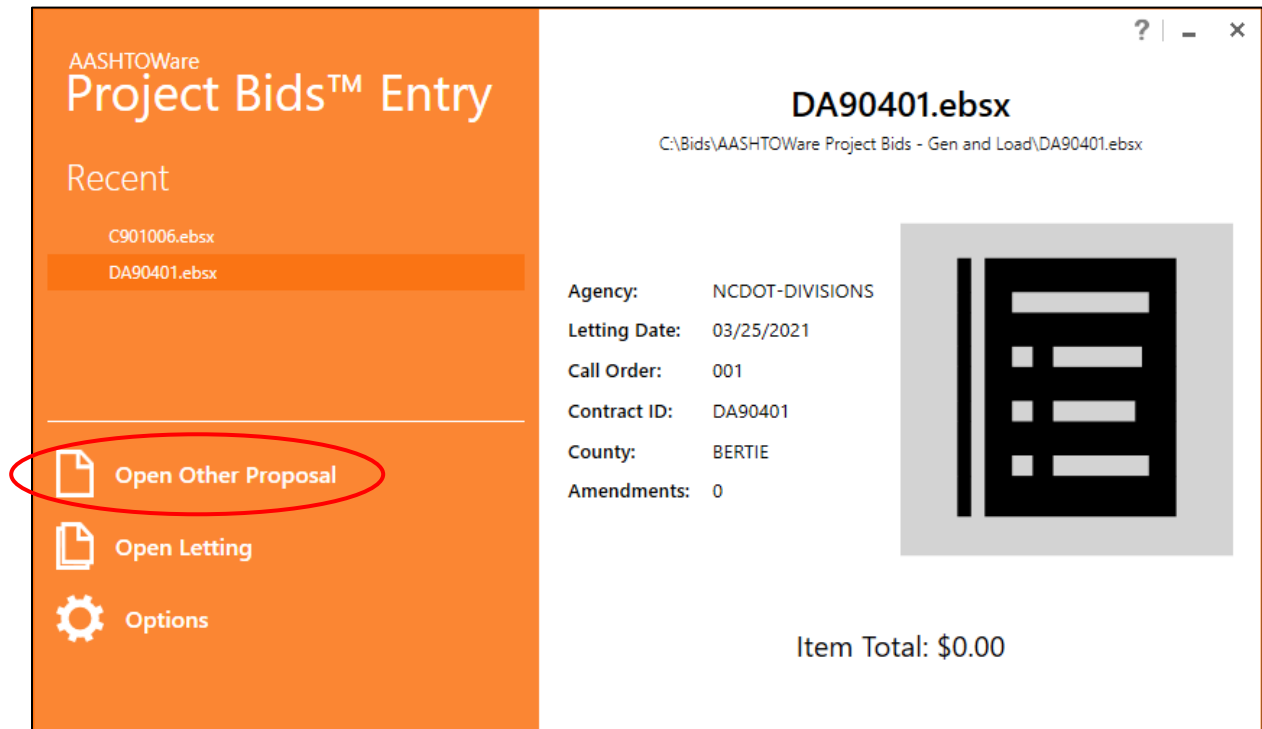 AASHTOWare
Project Bids™ Entry
Recent
C901006.ebsx
DA90401.ebsx
Open Other Proposal
Open Letting
Options
?
DA90401.ebsx
C:\Bids\AASHTOWare Project Bids - Gen and Load\DA90401.ebsx
Agency: NCDOT-DIVISIONS
Letting Date: 03/25/2021
Call Order: 001
Contract ID: DA90401
County: BERTIE
Amendments: 0
Item Total: $0.00